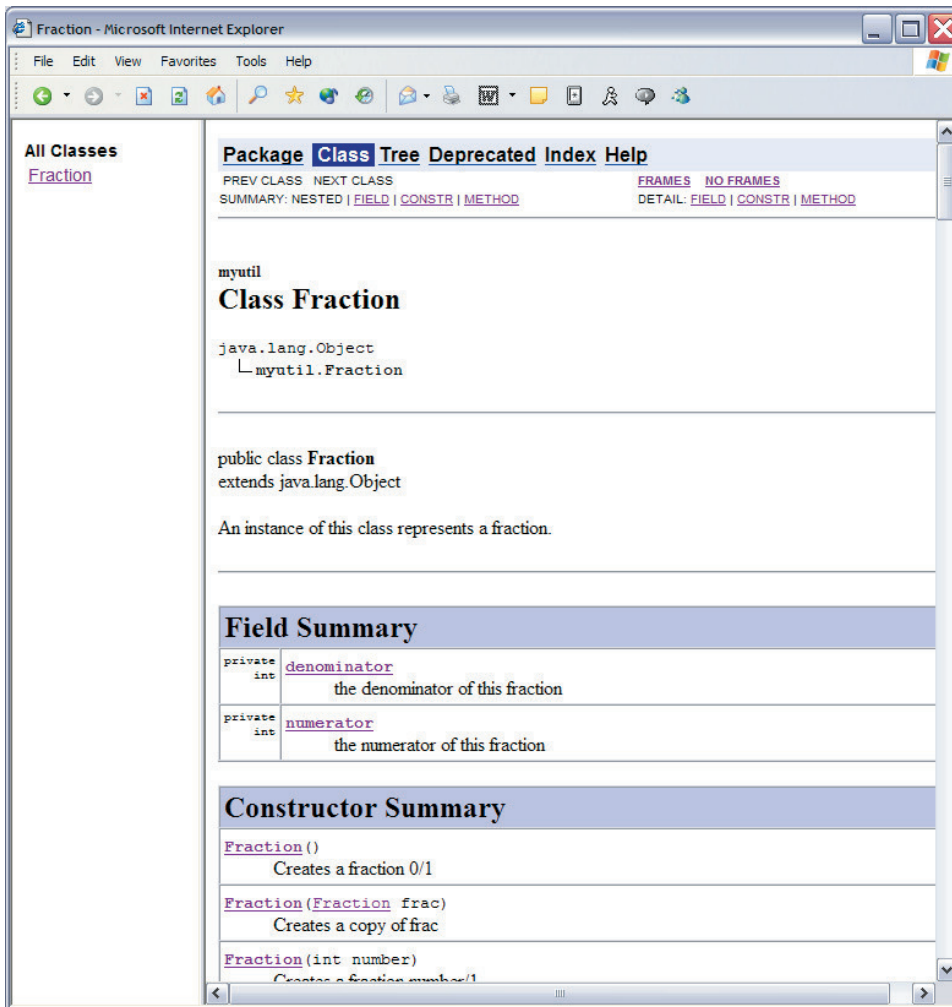 Fraction - Microsoft Internet Explorer
File Edit View Favorites Tools Help
All Classes
Fraction
Package Class Tree Deprecated Index Help
PREV CLASS NEXT CLASS FRAMES NO FRAMES
SUMMARY: NESTED | FIELD | CONSTR | METHOD DETAIL: FIELD | CONSTR | METHOD
myutil
Class Fraction
java.lang.Object
myutil.Fraction
public class Fraction
extends java.lang.Object
An instance of this class represents a fraction.
Field Summary
private int denominator
the denominator of this fraction
private int numerator
the numerator of this fraction
Constructor Summary
Fraction()
Creates a fraction 0/1
Fraction(Fraction frac)
Creates a copy of frac
Fraction(int number)
Creates a fraction number/1